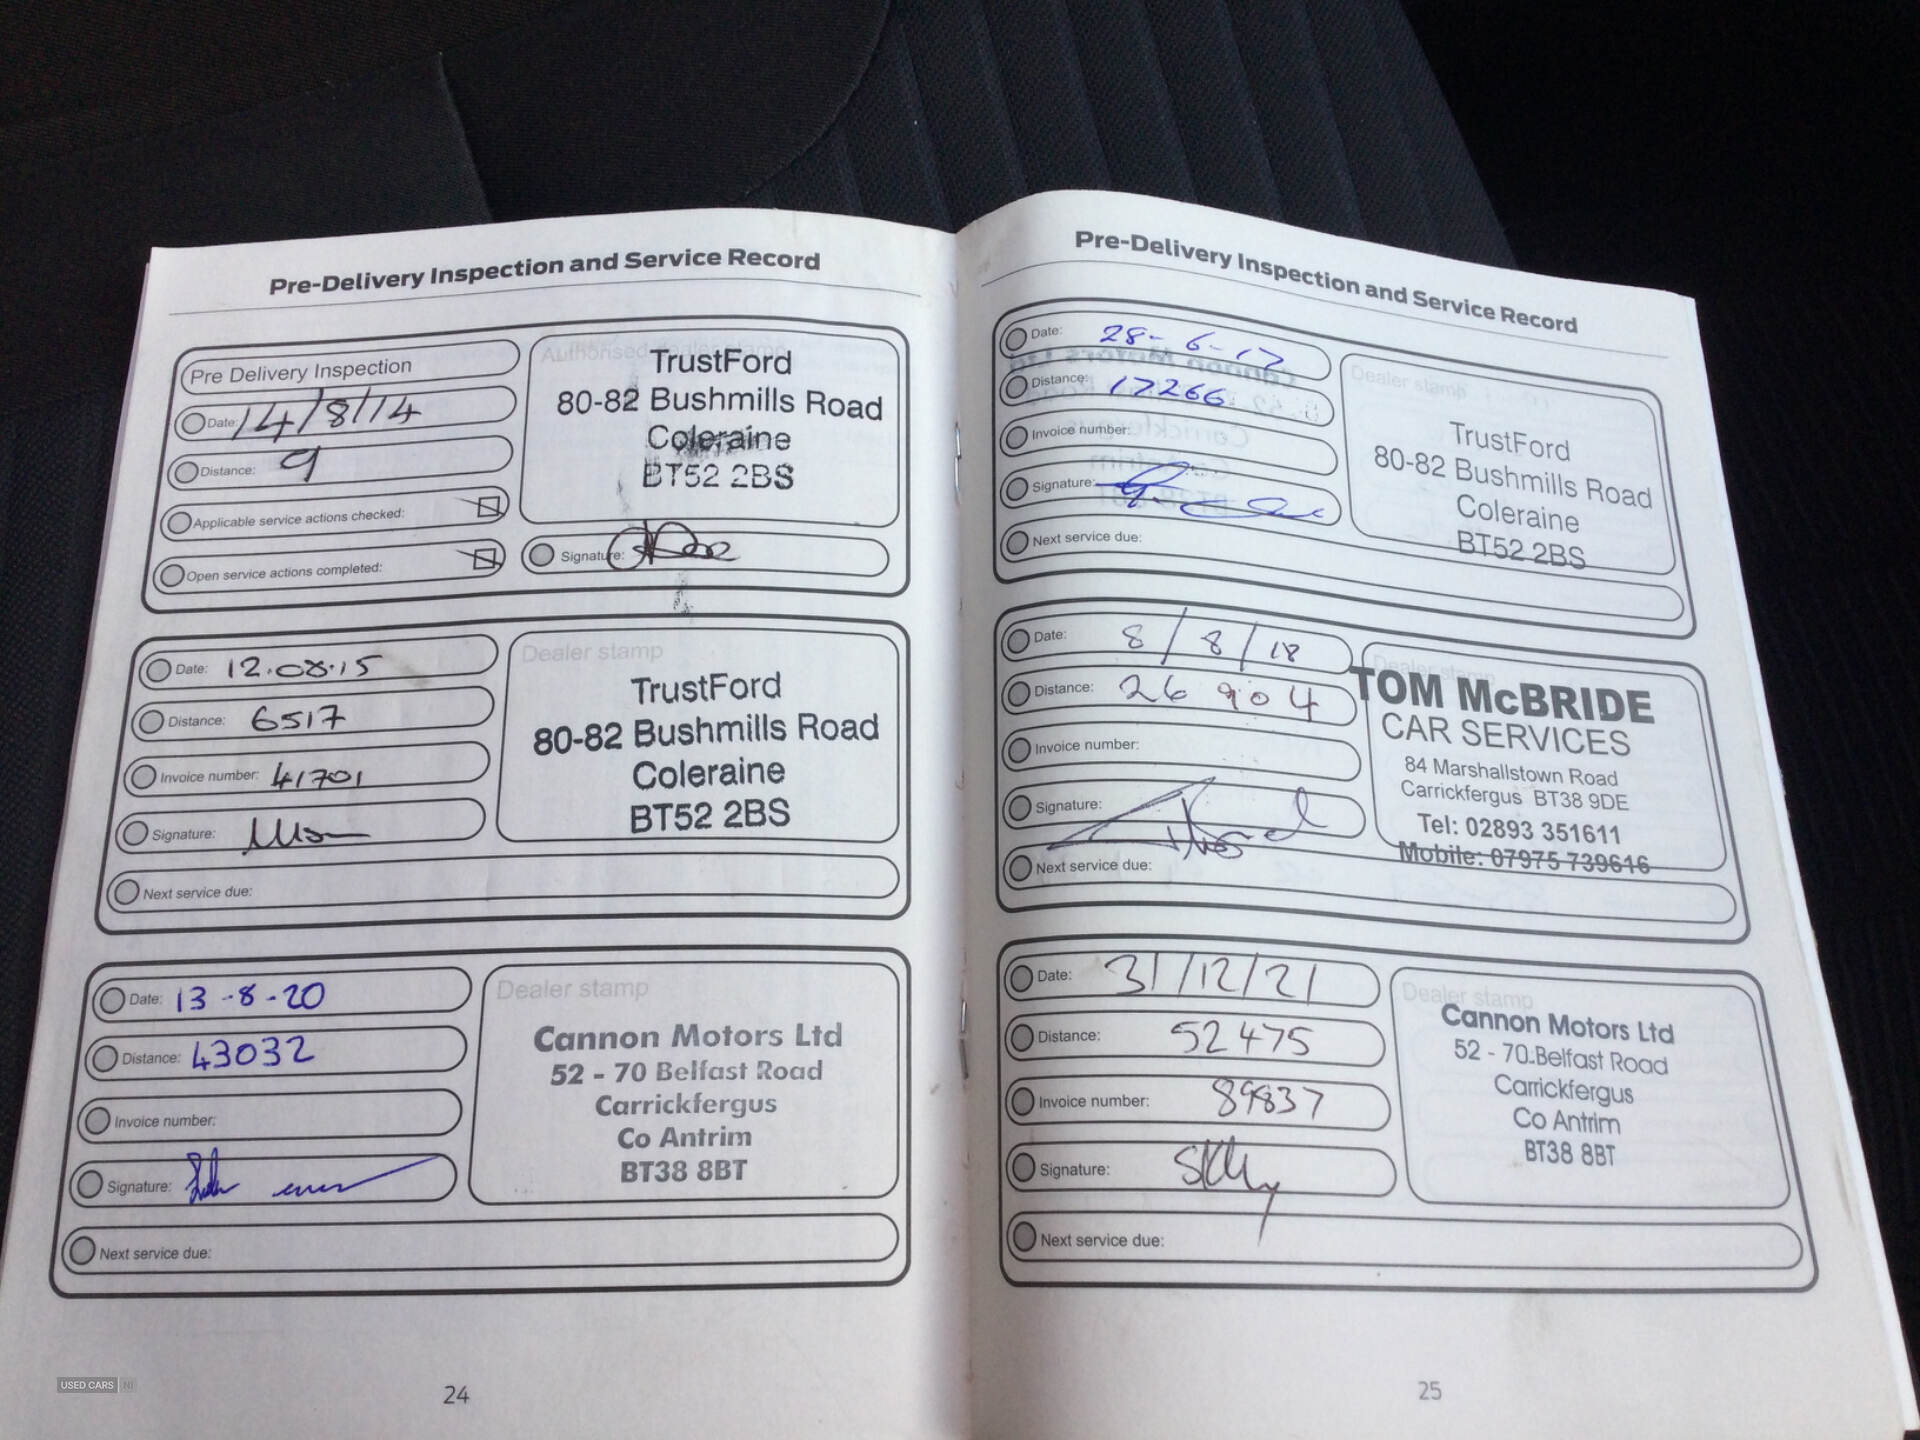 Pre-Delivery Inspection and Service Record
Pre Delivery Inspection
Date: 14/8/14
Distance: 9
Applicable service actions checked:
Open service actions completed:
Authorised dealer stamp
TrustFord
80-82 Bushmills Road
Coleraine
BT52 2BS
Signature:
Date: 12.08.15
Distance: 6517
Invoice number: 41701
Signature:
Next service due:
Dealer stamp
TrustFord
80-82 Bushmills Road
Coleraine
BT52 2BS
Date: 13-8-20
Distance: 43032
Invoice number:
Signature:
Next service due:
Dealer stamp
Cannon Motors Ltd
52 - 70 Belfast Road
Carrickfergus
Co Antrim
BT38 8BT
24
Pre-Delivery Inspection and Service Record
Date: 28-6-17
Distance: 17266
Invoice number:
Signature:
Next service due:
Dealer stamp
TrustFord
80-82 Bushmills Road
Coleraine
BT52 2BS
Date: 8/8/18
Distance: 26904
Invoice number:
Signature:
Next service due:
Dealer stamp
TOM McBRIDE
CAR SERVICES
84 Marshallstown Road
Carrickfergus BT38 9DE
Tel: 02893 351611
Mobile: 07975 739616
Date: 31/12/21
Distance: 52475
Invoice number: 89837
Signature:
Next service due:
Dealer stamp
Cannon Motors Ltd
52 - 70 Belfast Road
Carrickfergus
Co Antrim
BT38 8BT
25
USED CARS NI